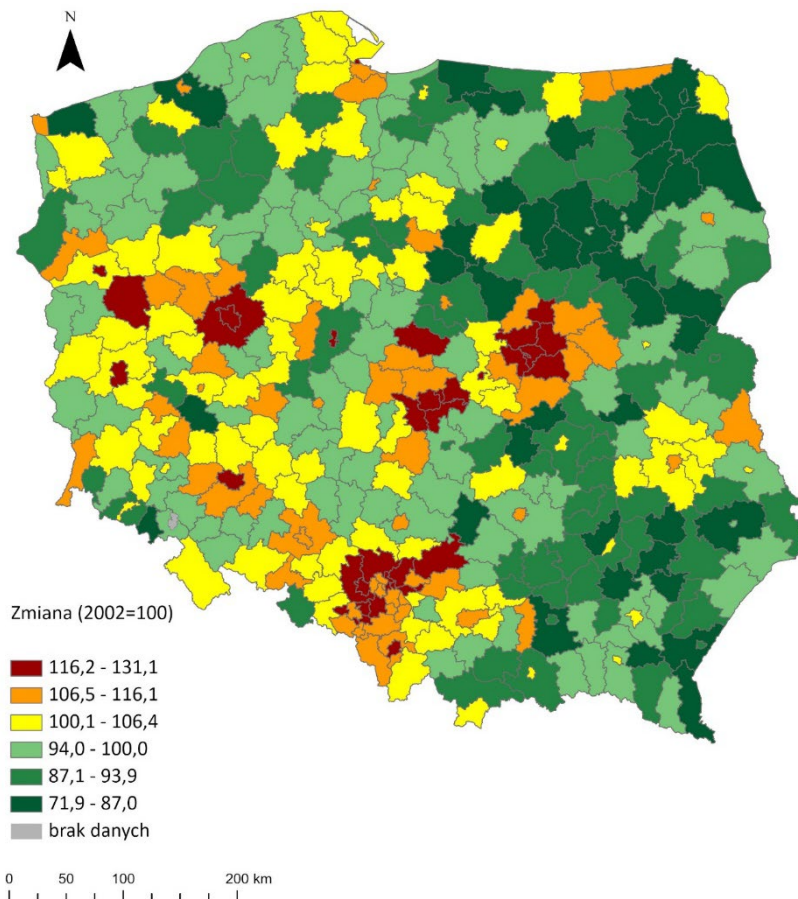 N
Zmiana (2002=100)
116,2 - 131,1
106,5 - 116,1
100,1 - 106,4
94,0 - 100,0
87,1 - 93,9
71,9 - 87,0
brak danych
0 50 100 200 km